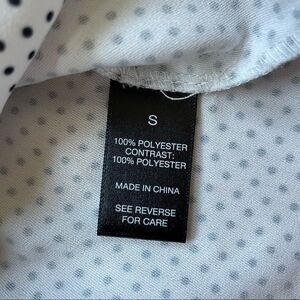 S
100% POLYESTER
CONTRAST:
100% POLYESTER
MADE IN CHINA
SEE REVERSE
FOR CARE